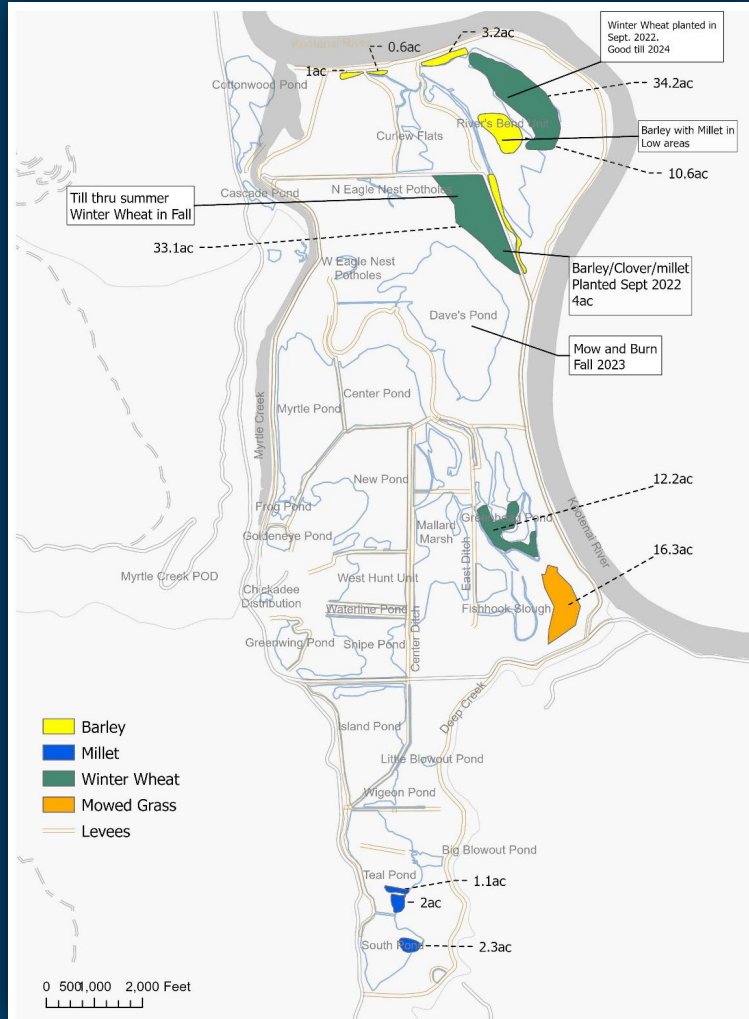 Kootenai River
3.2ac
0.6ac
1ac
Winter Wheat planted in
Sept. 2022.
Good till 2024
Cottonwood Pond
34.2ac
Curlew Flats
River's Bend Unit
Barley with Millet in
Low areas
10.6ac
Cascade Pond
N Eagle Nest Potholes
Till thru summer
Winter Wheat in Fall
33.1ac
W Eagle Nest
Potholes
Barley/Clover/millet
Planted Sept 2022
4ac
Dave's Pond
Mow and Burn
Fall 2023
Myrtle Creek
Myrtle Pond
Center Pond
New Pond
12.2ac
Frog Pond
Goldeneye Pond
Mallard
Marsh
East Ditch
Greenhead Pond
Kootenai River
16.3ac
Myrtle Creek POD
Chickadee
Distribution
West Hunt Unit
Waterline Pond
Center Ditch
Fishhook Slough
Greenwing Pond
Snipe Pond
Deep Creek
Island Pond
Little Blowout Pond
Wigeon Pond
Barley
Millet
Winter Wheat
Mowed Grass
Levees
Big Blowout Pond
Teal Pond
1.1ac
2ac
South Pond
2.3ac
0 500 1,000 2,000 Feet